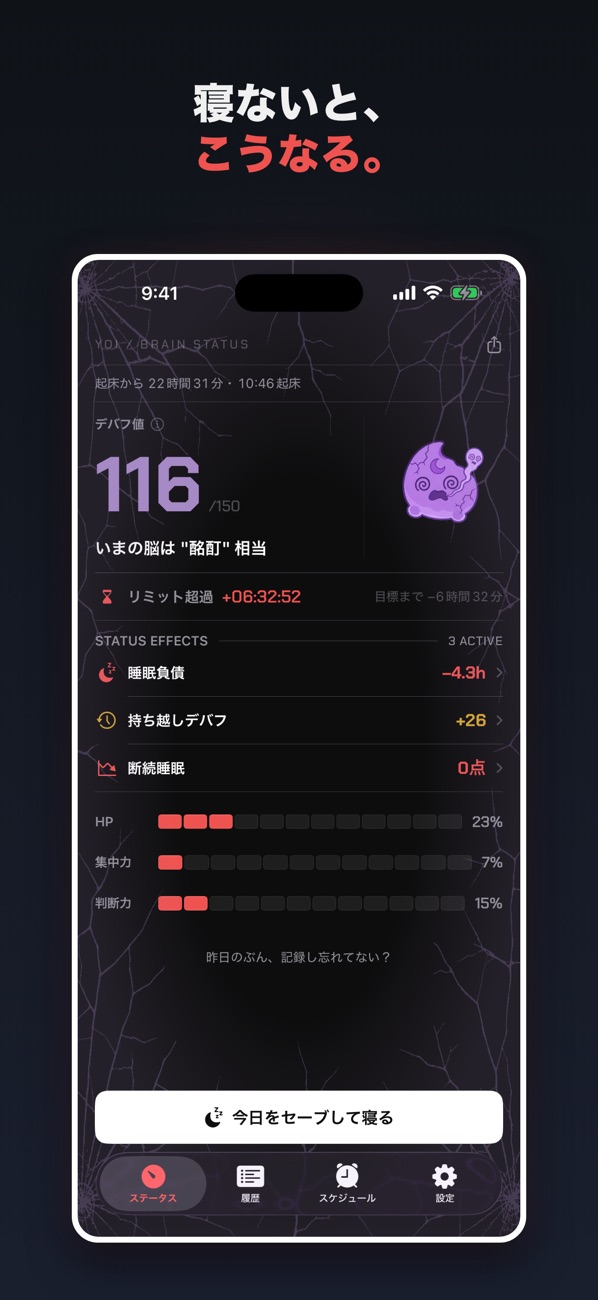 寝ないと、
こうなる。
9:41
YOI / BRAIN STATUS
起床から 22時間31分・10:46起床
デバフ値
116 /150
いまの脳は "酩酊" 相当
リミット超過 +06:32:52 目標まで −6時間32分
STATUS EFFECTS 3 ACTIVE
睡眠負債 −4.3h
持ち越しデバフ +26
断続睡眠 0点
HP 23%
集中力 7%
判断力 15%
昨日のぶん、記録し忘れてない？
今日をセーブして寝る
ステータス 履歴 スケジュール 設定